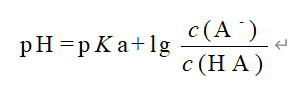 pH=pKa+lg c(A⁻)/c(HA) ↵